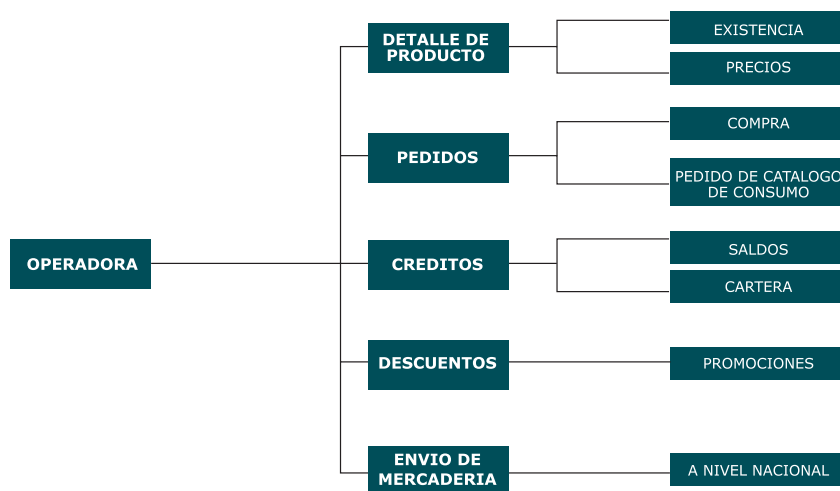 DETALLE DE
PRODUCTO
EXISTENCIA
PRECIOS
PEDIDOS
COMPRA
PEDIDO DE CATALOGO
DE CONSUMO
OPERADORA
CREDITOS
SALDOS
CARTERA
DESCUENTOS
PROMOCIONES
ENVIO DE
MERCADERIA
A NIVEL NACIONAL